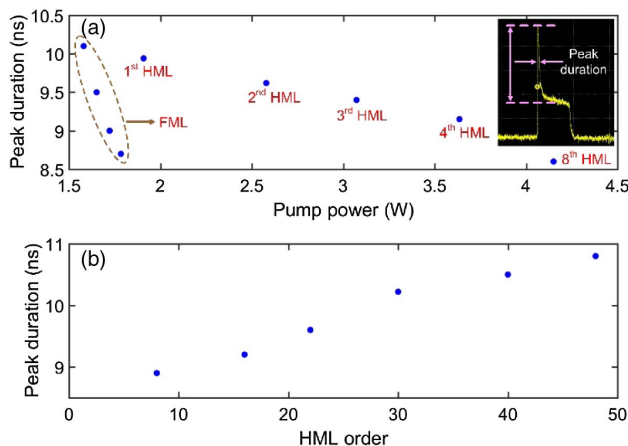 (a)
Peak duration (ns)
10.5
10
9.5
9
8.5
1st HML
2nd HML
3rd HML
4th HML
8th HML
FML
Peak
duration
1.5 2 2.5 3 3.5 4 4.5
Pump power (W)
(b)
Peak duration (ns)
11
10
9
0 10 20 30 40 50
HML order